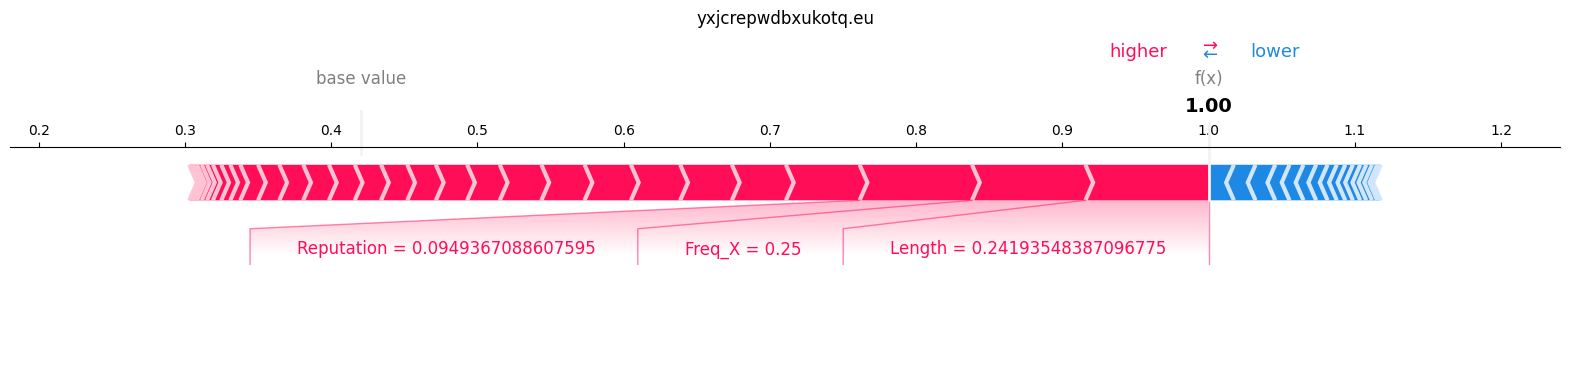 yxjcrepwdbxukotq.eu
higher → ← lower
base value f(x)
1.00
0.2 0.3 0.4 0.5 0.6 0.7 0.8 0.9 1.0 1.1 1.2
Reputation = 0.0949367088607595 Freq_X = 0.25 Length = 0.24193548387096775